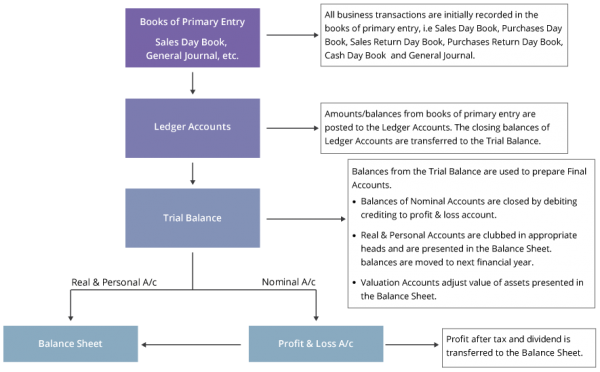 Books of Primary Entry
Sales Day Book,
General Journal, etc.
All business transactions are initially recorded in the
books of primary entry, i.e Sales Day Book, Purchases Day
Book, Sales Return Day Book, Purchases Return Day Book,
Cash Day Book and General Journal.
Ledger Accounts
Amounts/balances from books of primary entry are
posted to the Ledger Accounts. The closing balances of
Ledger Accounts are transferred to the Trial Balance.
Trial Balance
Balances from the Trial Balance are used to prepare Final
Accounts.
• Balances of Nominal Accounts are closed by debiting
crediting to profit & loss account.
• Real & Personal Accounts are clubbed in appropriate
heads and are presented in the Balance Sheet.
balances are moved to next financial year.
• Valuation Accounts adjust value of assets presented in
the Balance Sheet.
Real & Personal A/c
Nominal A/c
Balance Sheet
Profit & Loss A/c
Profit after tax and dividend is
transferred to the Balance Sheet.